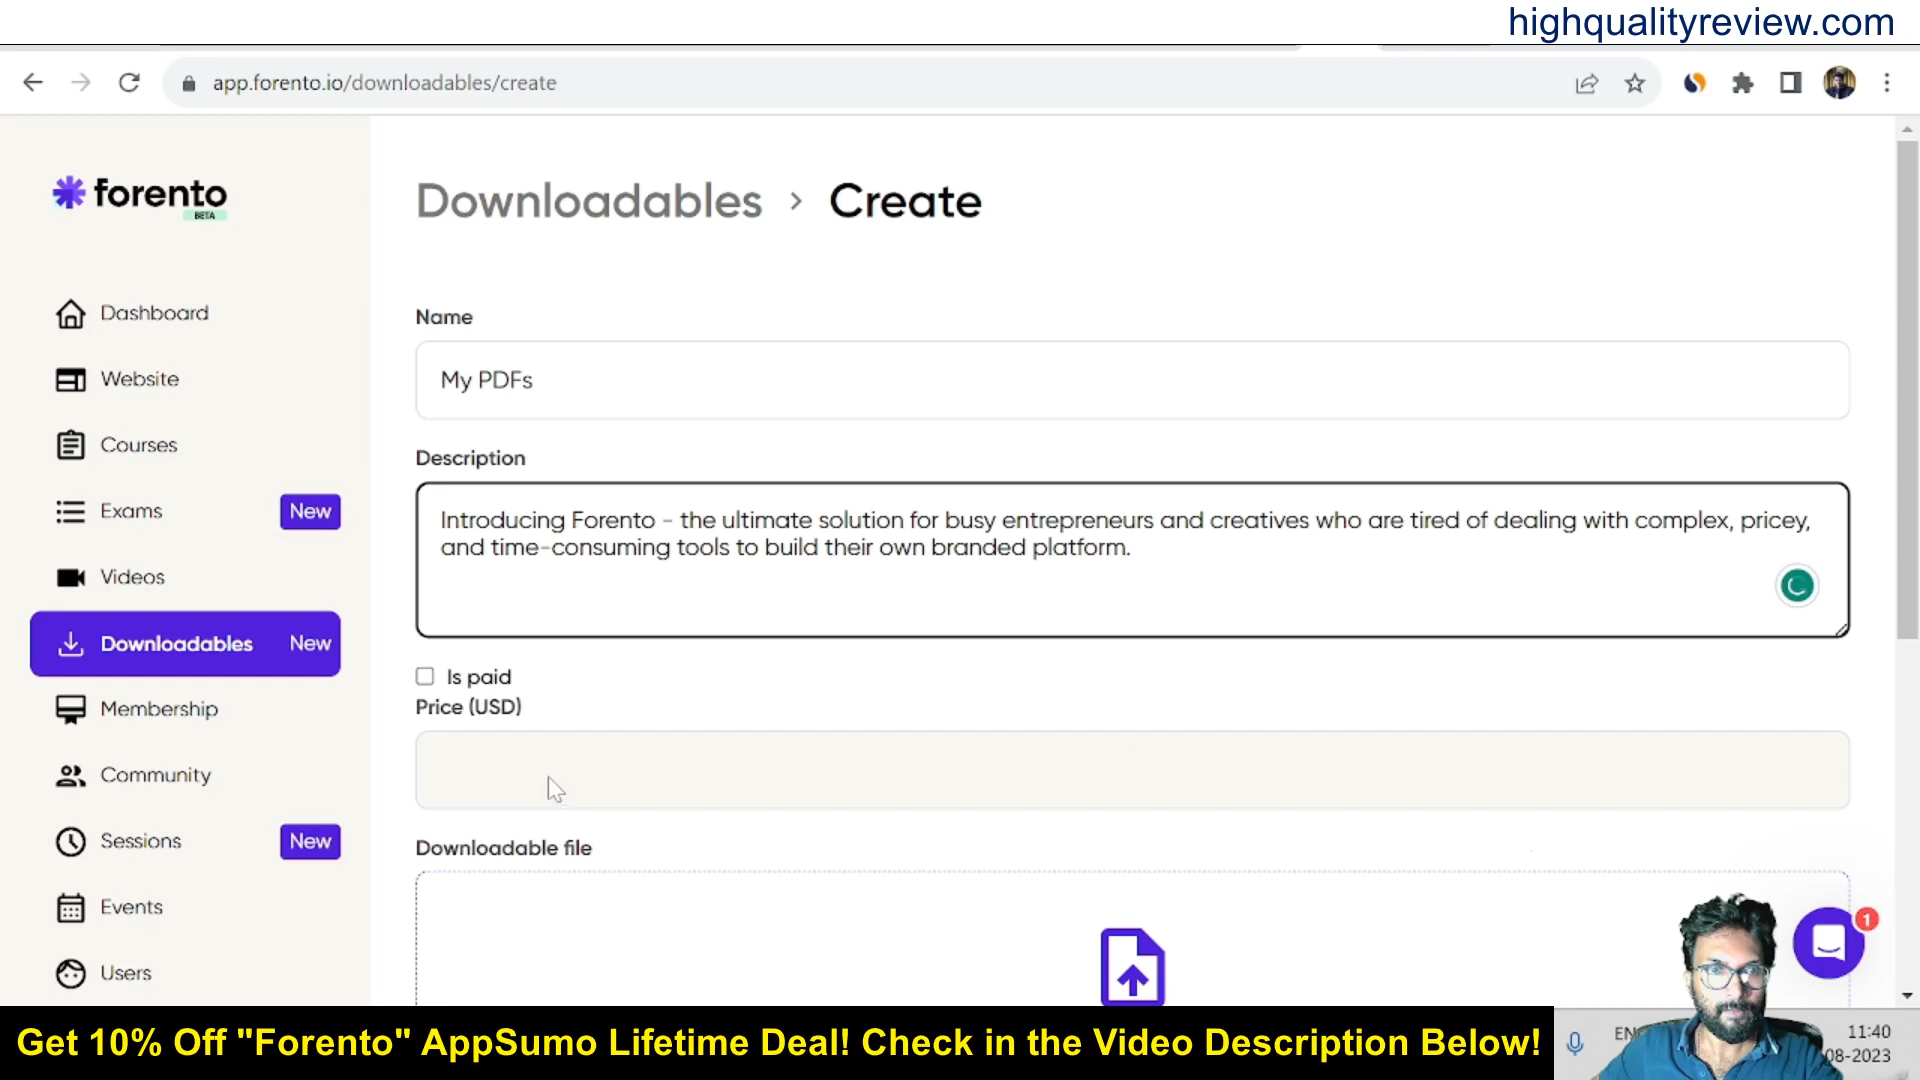 highqualityreview.com
app.forento.io/downloadables/create
forento
BETA
Downloadables > Create
Dashboard
Website
Courses
Exams New
Videos
Downloadables New
Membership
Community
Sessions New
Events
Users
Name
My PDFs
Description
Introducing Forento - the ultimate solution for busy entrepreneurs and creatives who are tired of dealing with complex, pricey,
and time-consuming tools to build their own branded platform.
Is paid
Price (USD)
Downloadable file
1
Get 10% Off "Forento" AppSumo Lifetime Deal! Check in the Video Description Below!
EN
11:40
08-2023